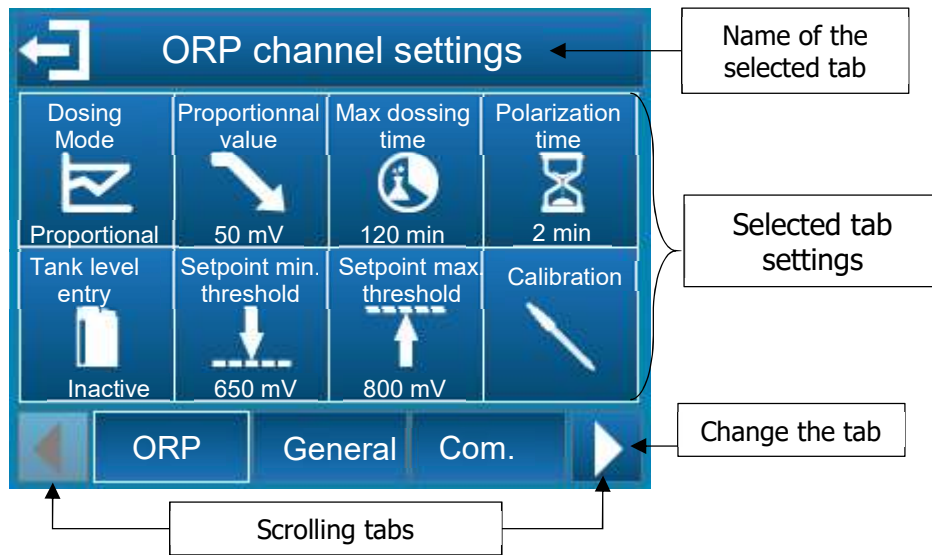 ORP channel settings
Name of the
selected tab
Dosing
Mode
Proportional
Proportionnal
value
50 mV
Max dossing
time
120 min
Polarization
time
2 min
Tank level
entry
Inactive
Setpoint min.
threshold
650 mV
Setpoint max.
threshold
800 mV
Calibration
Selected tab
settings
ORP
General
Com.
Change the tab
Scrolling tabs